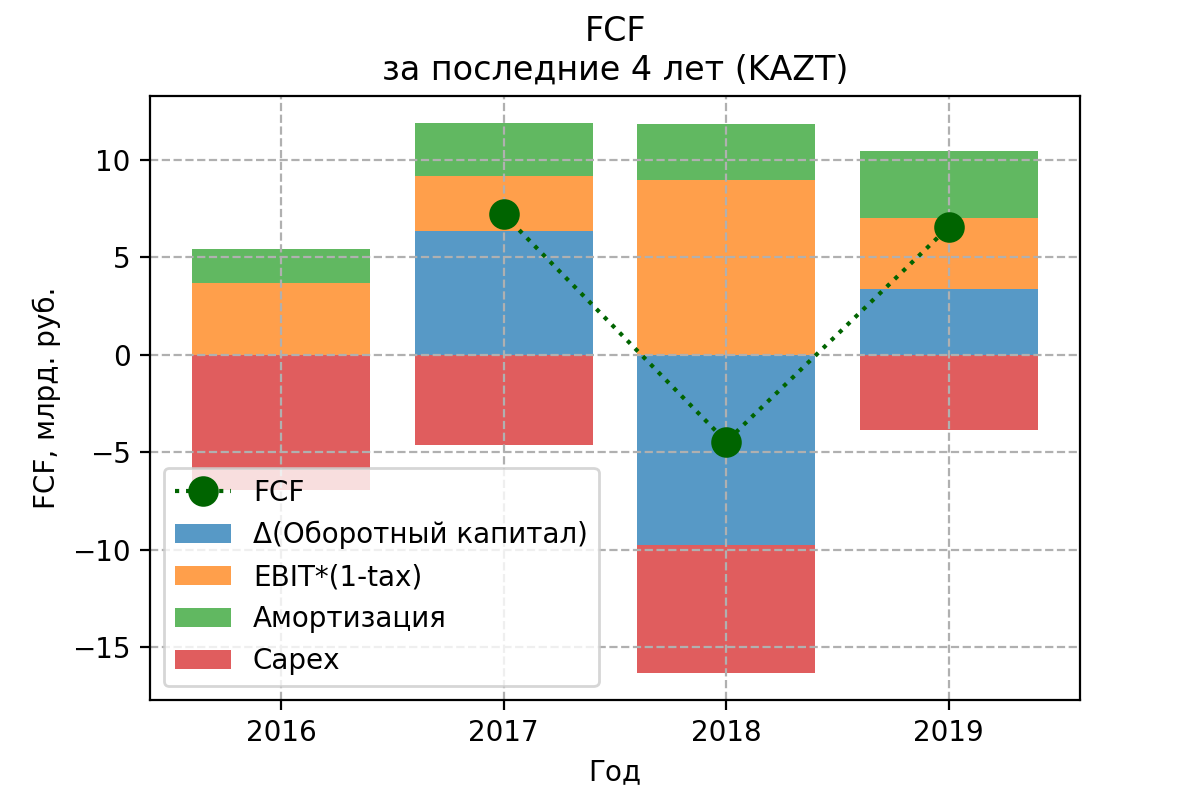 FCF
за последние 4 лет (KAZT)
10
5
0
−5
−10
−15
FCF, млрд. руб.
FCF
Δ(Оборотный капитал)
EBIT*(1-tax)
Амортизация
Capex
2016
2017
2018
2019
Год